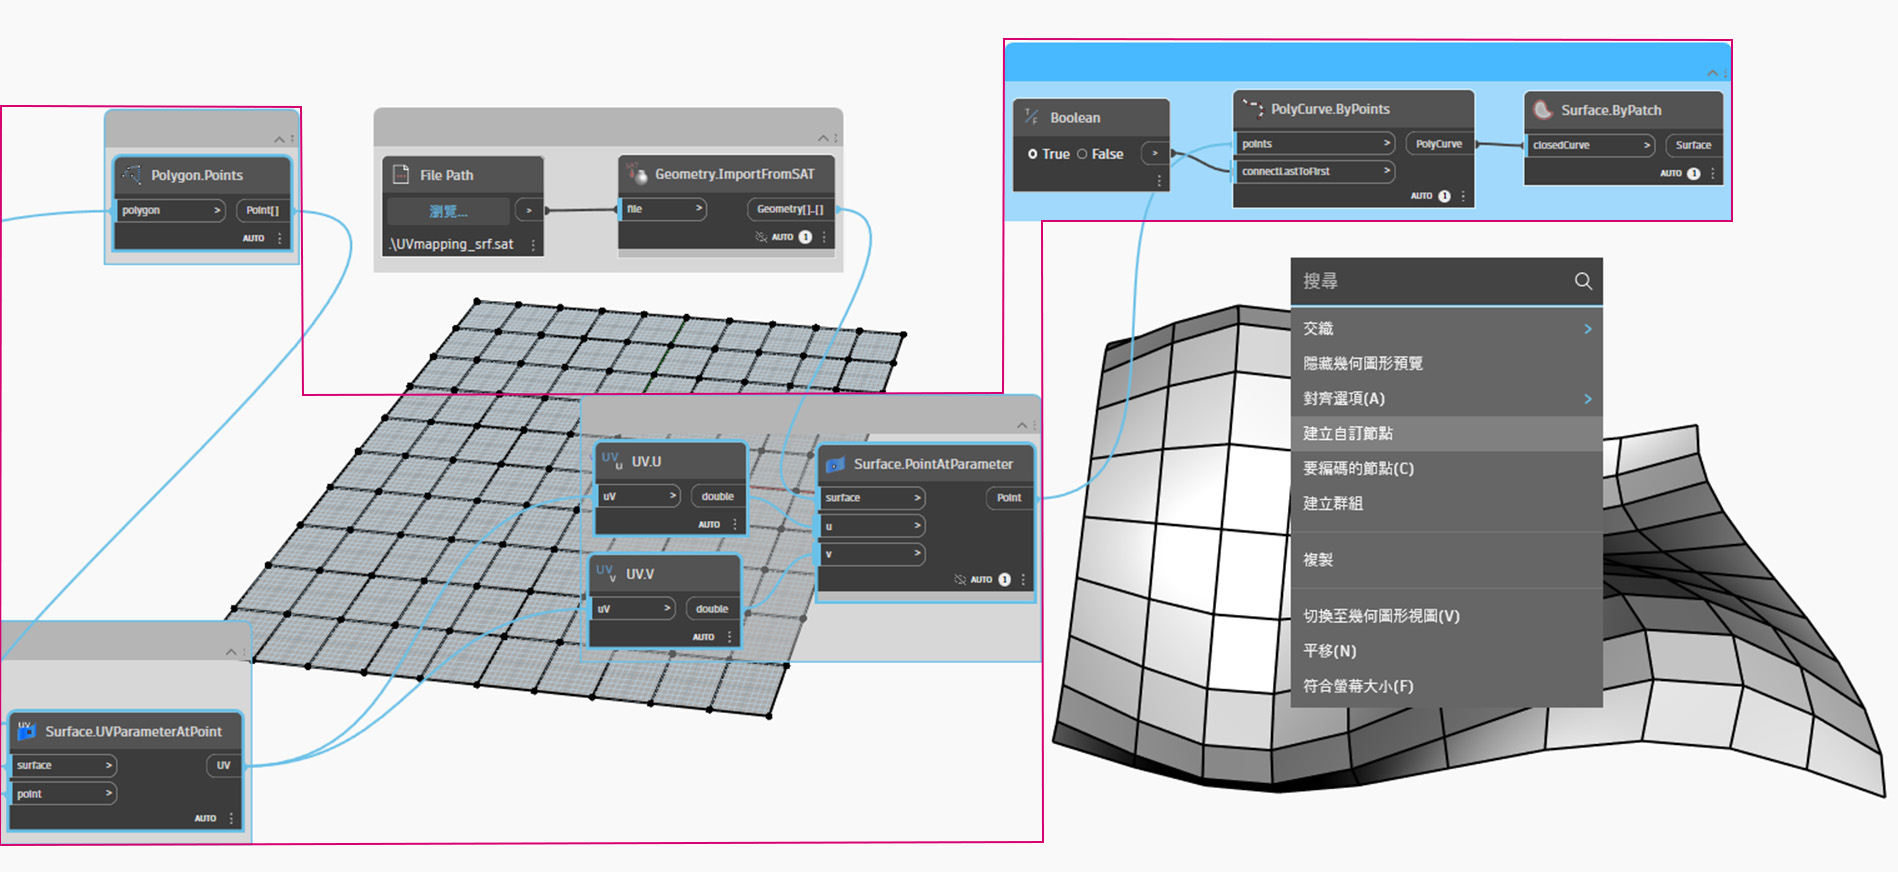 Polygon.Points
polygon >
Point[]
AUTO
File Path
瀏覽...
>
.\UVmapping_srf.sat
Geometry.ImportFromSAT
file >
Geometry[]..[]
AUTO 1
Boolean
True False
>
PolyCurve.ByPoints
points >
PolyCurve
connectLastToFirst >
AUTO 1
Surface.ByPatch
closedCurve >
Surface
AUTO 1
搜尋
交織 >
隱藏幾何圖形預覽
對齊選項(A) >
建立自訂節點
要編碼的節點(C)
建立群組
複製
切換至幾何圖形視圖(V)
平移(N)
符合螢幕大小(F)
UV.U
uV >
double
AUTO
UV.V
uV >
double
AUTO
Surface.PointAtParameter
surface >
Point
u >
v >
AUTO 1
Surface.UVParameterAtPoint
surface >
UV
point >
AUTO